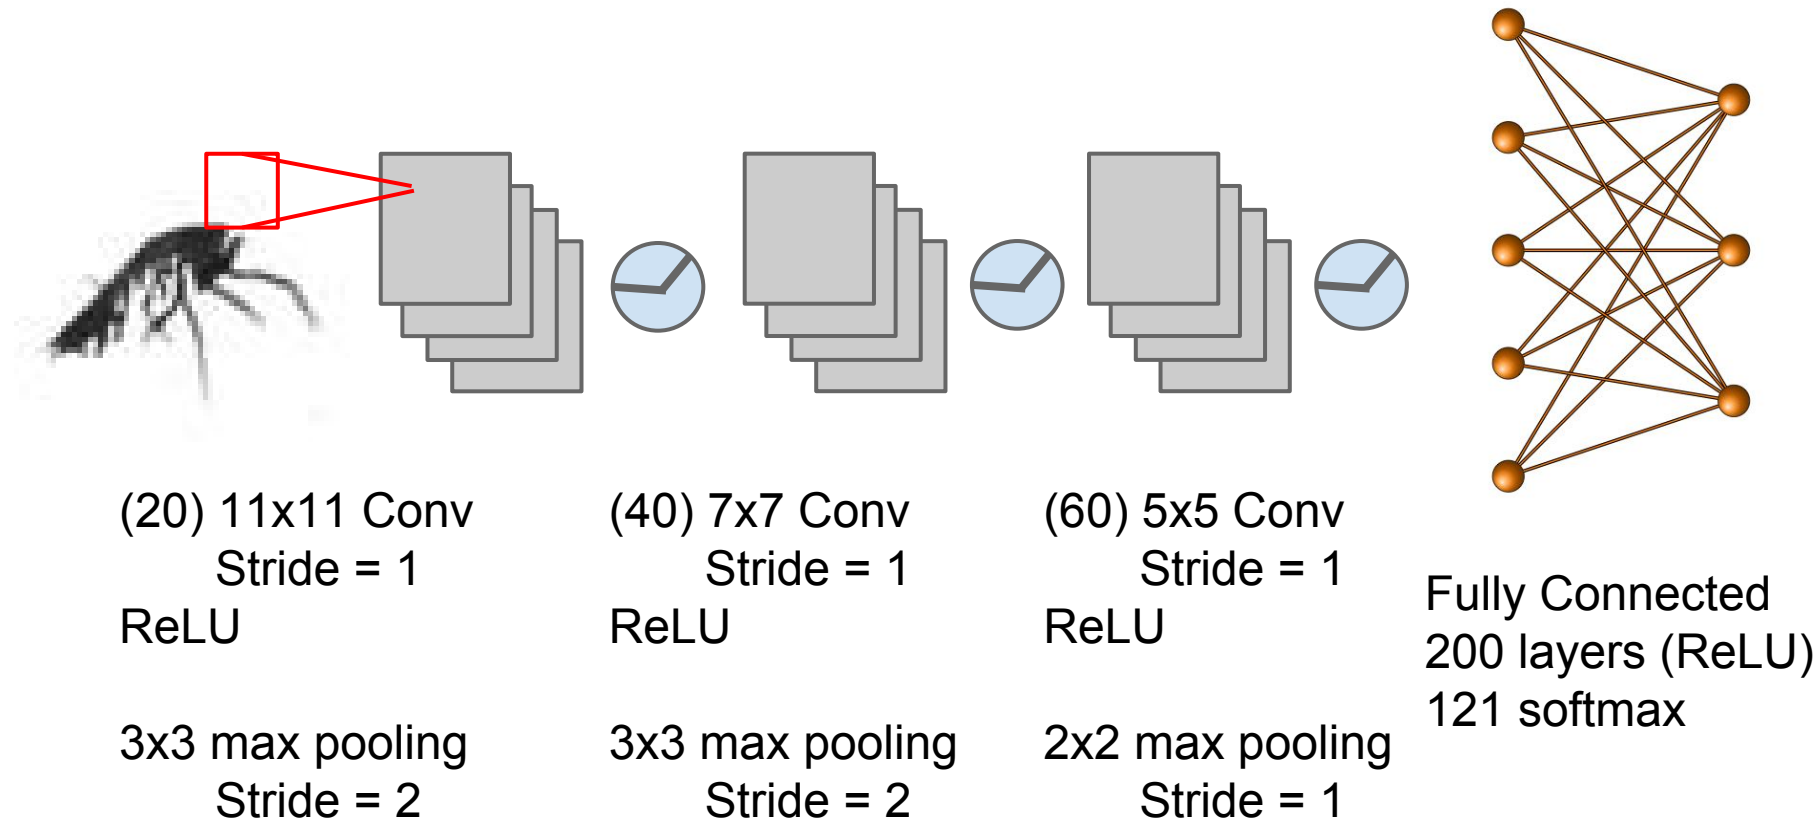 (20) 11x11 Conv
Stride = 1
ReLU
3x3 max pooling
Stride = 2
(40) 7x7 Conv
Stride = 1
ReLU
3x3 max pooling
Stride = 2
(60) 5x5 Conv
Stride = 1
ReLU
2x2 max pooling
Stride = 1
Fully Connected
200 layers (ReLU)
121 softmax